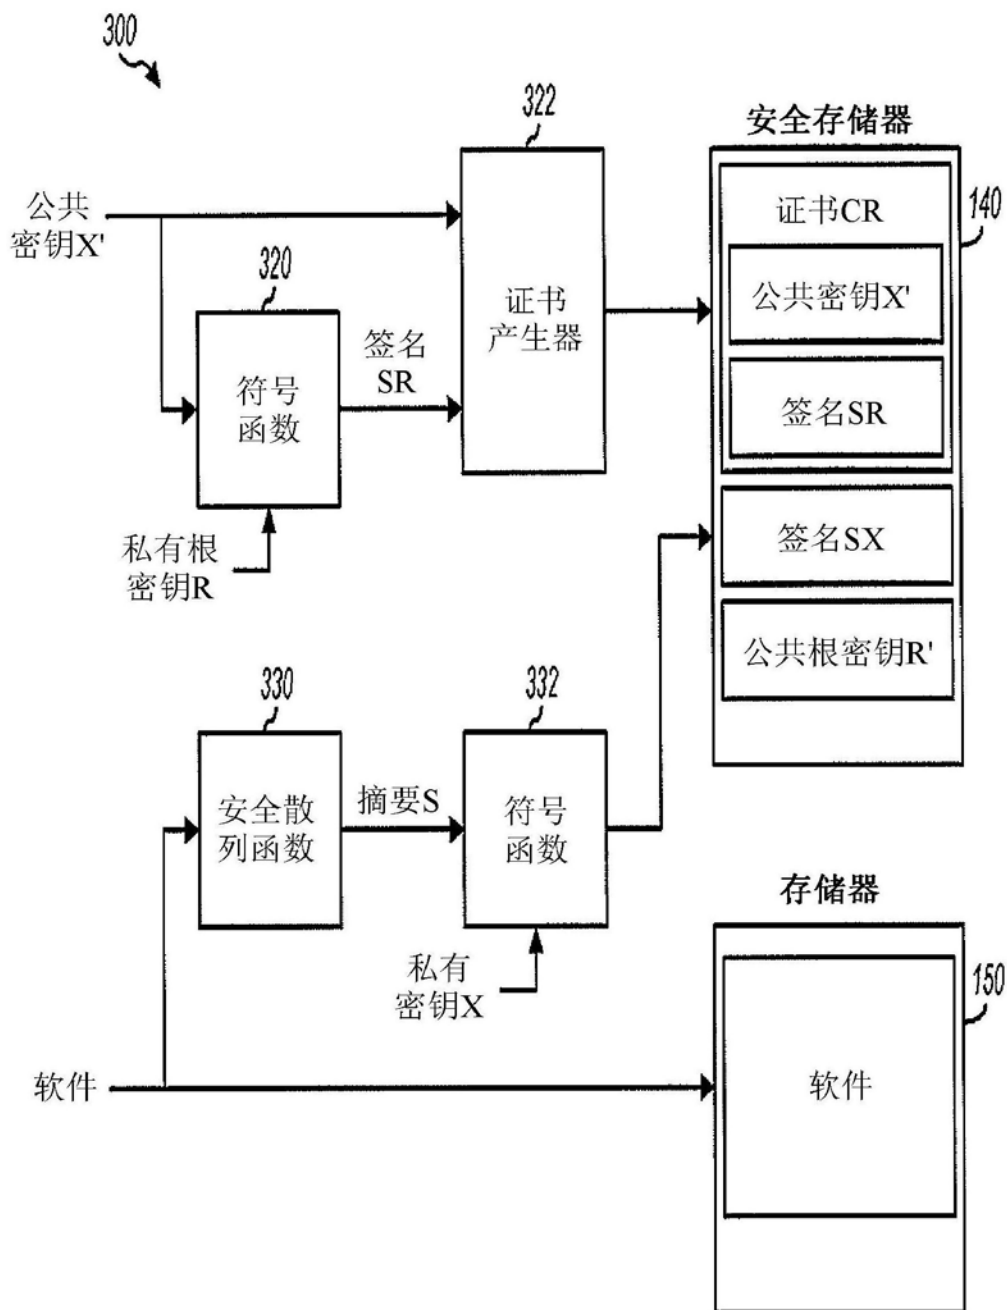 300
322
安全存储器
140
公共
密钥X'
证书CR
320
公共密钥X'
证书
产生器
签名
SR
签名SR
符号
函数
私有根
密钥R
签名SX
公共根密钥R'
330
332
安全散
列函数
摘要S
符号
函数
存储器
150
私有
密钥X
软件
软件